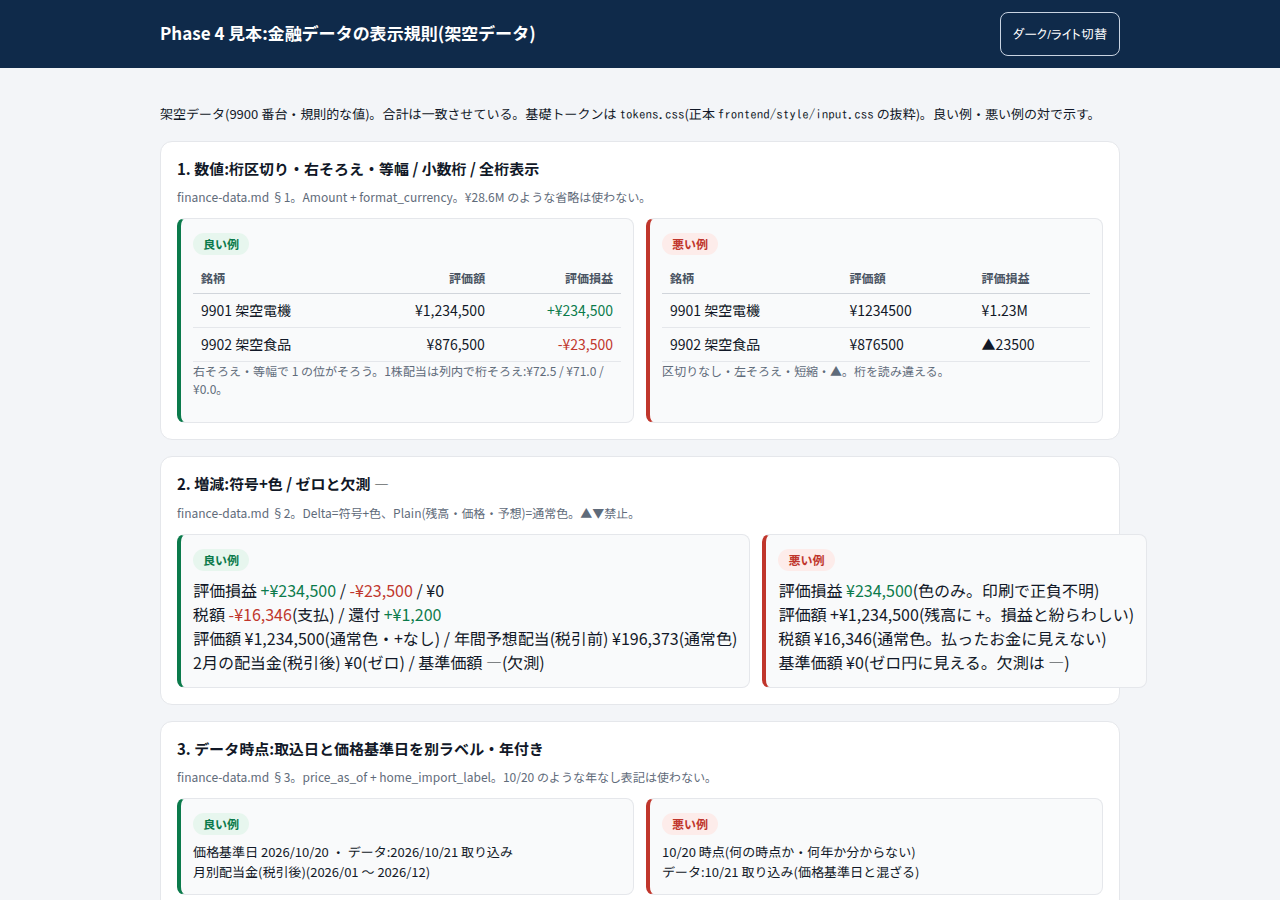 Phase 4 見本:金融データの表示規則(架空データ)
ダーク/ライト切替
架空データ(9900 番台・規則的な値)。合計は一致させている。基礎トークンは tokens.css(正本 frontend/style/input.css の抜粋)。良い例・悪い例の対で示す。
1. 数値:桁区切り・右そろえ・等幅 / 小数桁 / 全桁表示
finance-data.md §1。Amount + format_currency。¥28.6M のような省略は使わない。
良い例
銘柄 評価額 評価損益
9901 架空電機 ¥1,234,500 +¥234,500
9902 架空食品 ¥876,500 -¥23,500
右そろえ・等幅で 1 の位がそろう。1株配当は列内で桁そろえ:¥72.5 / ¥71.0 /
¥0.0。
悪い例
銘柄 評価額 評価損益
9901 架空電機 ¥1234500 ¥1.23M
9902 架空食品 ¥876500 ▲23500
区切りなし・左そろえ・短縮・▲。桁を読み違える。
2. 増減:符号+色 / ゼロと欠測 —
finance-data.md §2。Delta=符号+色、Plain(残高・価格・予想)=通常色。▲▼禁止。
良い例
評価損益 +¥234,500 / -¥23,500 / ¥0
税額 -¥16,346(支払) / 還付 +¥1,200
評価額 ¥1,234,500(通常色・+なし) / 年間予想配当(税引前) ¥196,373(通常色)
2月の配当金(税引後) ¥0(ゼロ) / 基準価額 —(欠測)
悪い例
評価損益 ¥234,500(色のみ。印刷で正負不明)
評価額 +¥1,234,500(残高に +。損益と紛らわしい)
税額 ¥16,346(通常色。払ったお金に見えない)
基準価額 ¥0(ゼロ円に見える。欠測は —)
3. データ時点:取込日と価格基準日を別ラベル・年付き
finance-data.md §3。price_as_of + home_import_label。10/20 のような年なし表記は使わない。
良い例
価格基準日 2026/10/20 ・ データ:2026/10/21 取り込み
月別配当金(税引後)(2026/01 〜 2026/12)
悪い例
10/20 時点(何の時点か・何年か分からない)
データ:10/21 取り込み(価格基準日と混ざる)